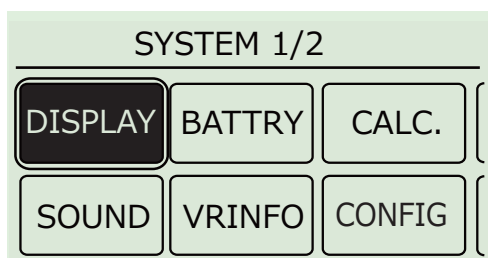 SYSTEM 1/2
DISPLAY BATTRY CALC.
SOUND VRINFO CONFIG